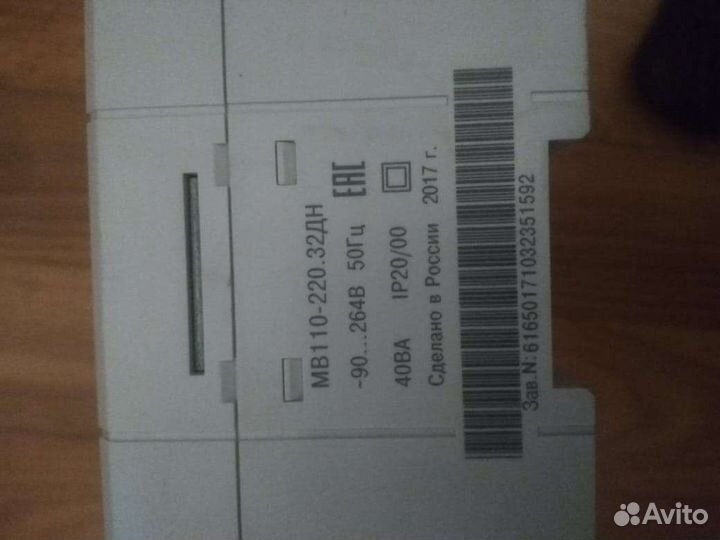 МВ110-220.32ДН
~90...264В 50Гц EAC
40ВА IP20/00
Сделано в России 2017 г.
Зав.N: 61650171032351592
Avito